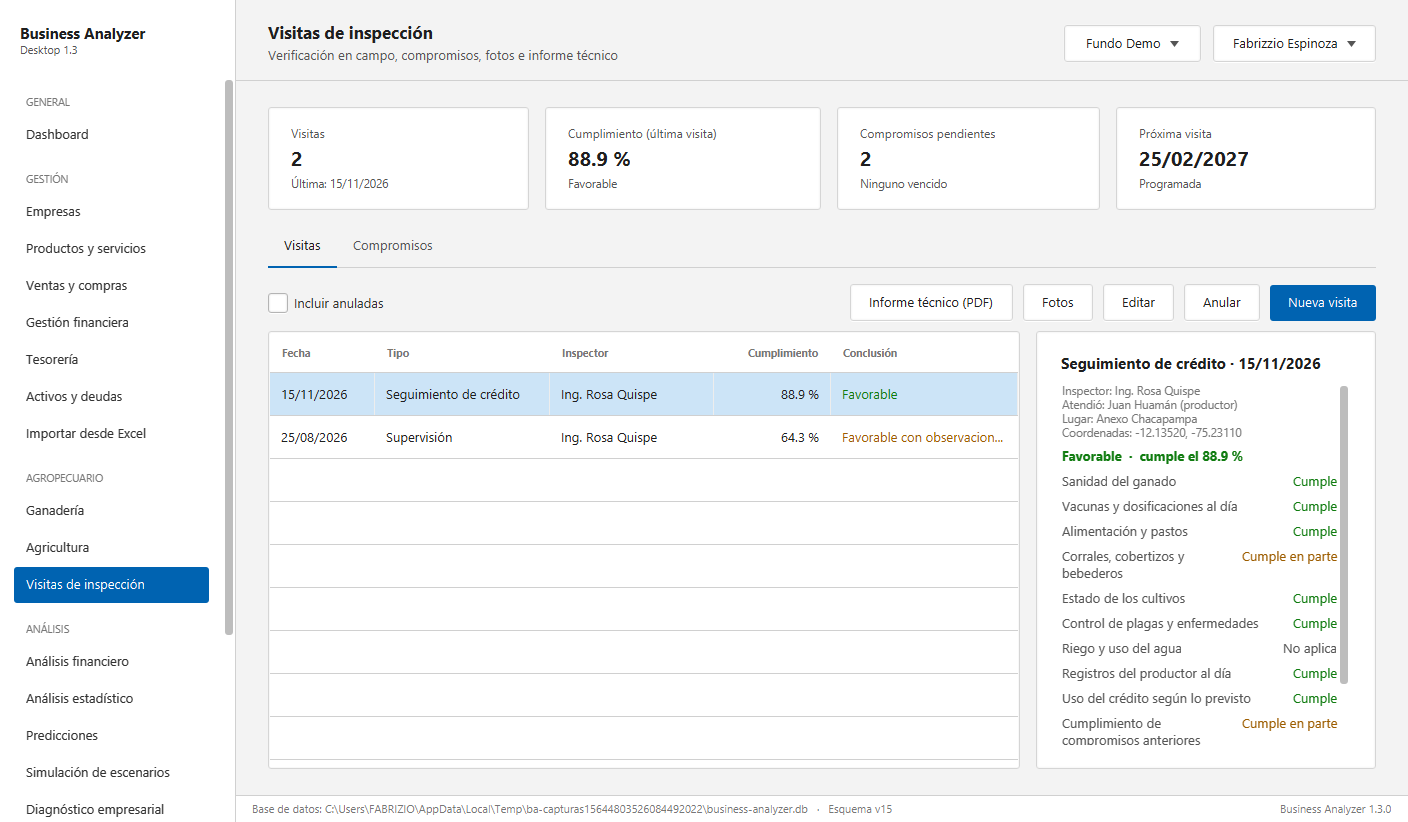 Business Analyzer
Desktop 1.3
GENERAL
Dashboard
GESTIÓN
Empresas
Productos y servicios
Ventas y compras
Gestión financiera
Tesorería
Activos y deudas
Importar desde Excel
AGROPECUARIO
Ganadería
Agricultura
Visitas de inspección
ANÁLISIS
Análisis financiero
Análisis estadístico
Predicciones
Simulación de escenarios
Diagnóstico empresarial
Visitas de inspección
Verificación en campo, compromisos, fotos e informe técnico
Fundo Demo
Fabrizzio Espinoza
Visitas
2
Última: 15/11/2026
Cumplimiento (última visita)
88.9 %
Favorable
Compromisos pendientes
2
Ninguno vencido
Próxima visita
25/02/2027
Programada
Visitas Compromisos
Incluir anuladas
Informe técnico (PDF) Fotos Editar Anular Nueva visita
Fecha Tipo Inspector Cumplimiento Conclusión
15/11/2026 Seguimiento de crédito Ing. Rosa Quispe 88.9 % Favorable
25/08/2026 Supervisión Ing. Rosa Quispe 64.3 % Favorable con observacion...
Seguimiento de crédito · 15/11/2026
Inspector: Ing. Rosa Quispe
Atendió: Juan Huamán (productor)
Lugar: Anexo Chacapampa
Coordenadas: -12.13520, -75.23110
Favorable · cumple el 88.9 %
Sanidad del ganado Cumple
Vacunas y dosificaciones al día Cumple
Alimentación y pastos Cumple
Corrales, cobertizos y Cumple en parte
bebederos
Estado de los cultivos Cumple
Control de plagas y enfermedades Cumple
Riego y uso del agua No aplica
Registros del productor al día Cumple
Uso del crédito según lo previsto Cumple
Cumplimiento de Cumple en parte
compromisos anteriores
Base de datos: C:\Users\FABRIZIO\AppData\Local\Temp\ba-capturas15644803526084492022\business-analyzer.db · Esquema v15
Business Analyzer 1.3.0